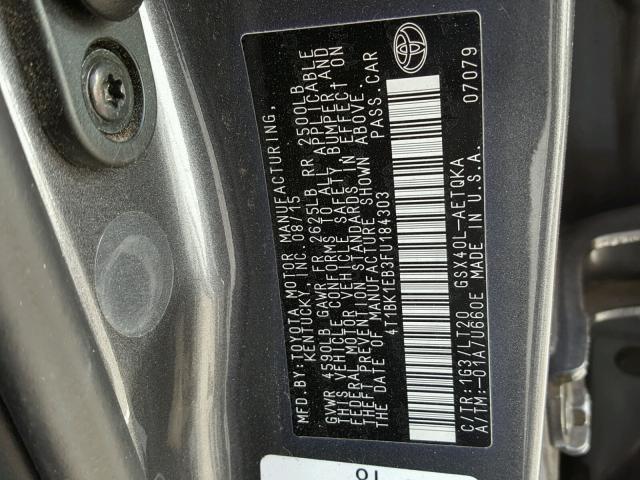 MFD.BY:TOYOTA MOTOR MANUFACTURING,
KENTUCKY, INC. 08/15
GVWR 4590LB GAWR FR 2625LB RR 2500LB
THIS VEHICLE CONFORMS TO ALL APPLICABLE
FEDERAL MOTOR VEHICLE SAFETY, BUMPER, AND
THEFT PREVENTION STANDARDS IN EFFECT ON
THE DATE OF MANUFACTURE SHOWN ABOVE.
4T1BK1EB3FU184303 PASS. CAR
C/TR:1G3/LT20 GSX40L-AETQKA 07079
A/TM:-01A/U660E MADE IN U.S.A.